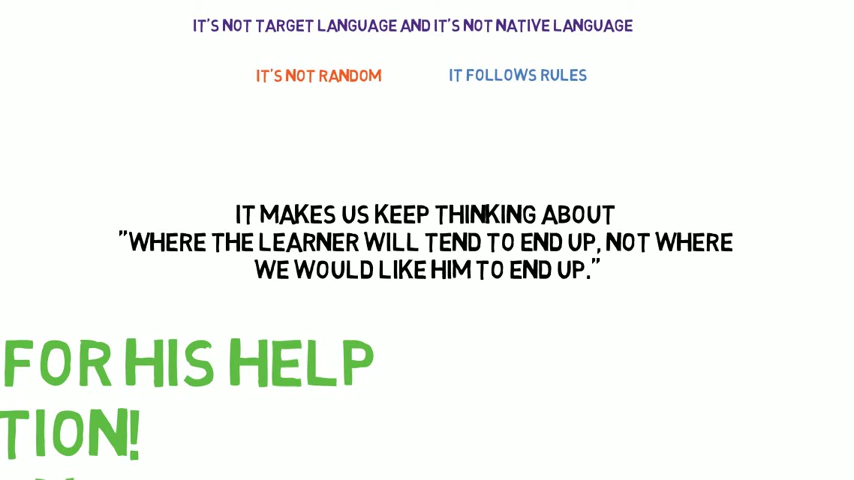 IT'S NOT TARGET LANGUAGE AND IT'S NOT NATIVE LANGUAGE
IT'S NOT RANDOM IT FOLLOWS RULES
IT MAKES US KEEP THINKING ABOUT
"WHERE THE LEARNER WILL TEND TO END UP, NOT WHERE
WE WOULD LIKE HIM TO END UP."
FOR HIS HELP
TION!